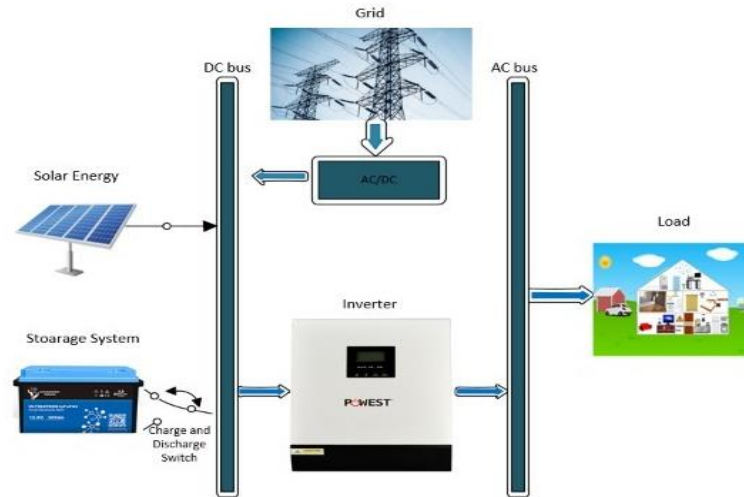 Grid
DC bus
AC bus
AC/DC
Solar Energy
Load
Inverter
Stoarage System
POWEST
Charge and
Discharge
Switch